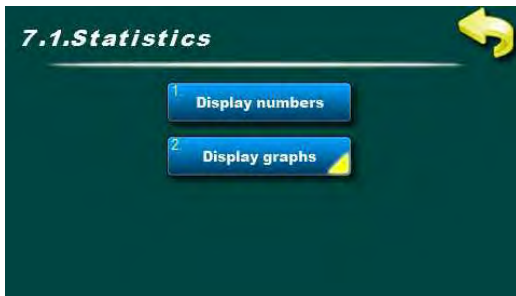 7.1.Statistics
1.
Display numbers
2.
Display graphs